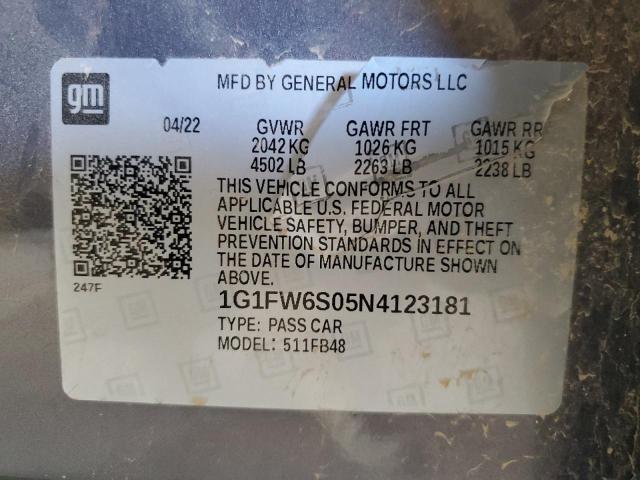 gm
MFD BY GENERAL MOTORS LLC
04/22 GVWR GAWR FRT GAWR RR
2042 KG 1026 KG 1015 KG
4502 LB 2263 LB 2238 LB
THIS VEHICLE CONFORMS TO ALL
APPLICABLE U.S. FEDERAL MOTOR
VEHICLE SAFETY, BUMPER, AND THEFT
PREVENTION STANDARDS IN EFFECT ON
THE DATE OF MANUFACTURE SHOWN
ABOVE.
247F
1G1FW6S05N4123181
TYPE: PASS CAR
MODEL: 511FB48